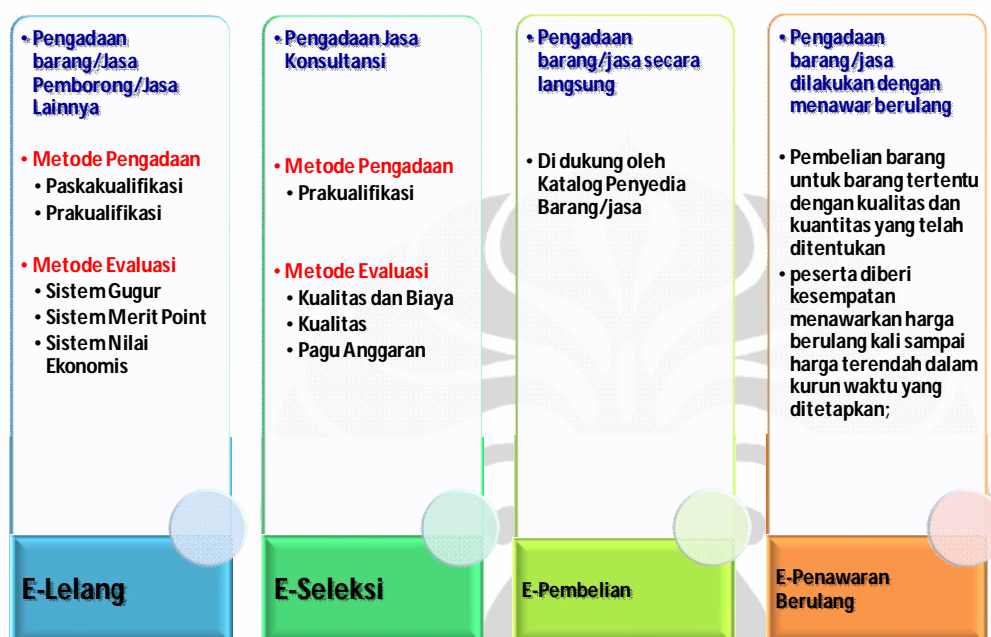 • Pengadaan
barang/Jasa
Pemborong/Jasa
Lainnya
• Metode Pengadaan
• Paskakualifikasi
• Prakualifikasi
• Metode Evaluasi
• Sistem Gugur
• Sistem Merit Point
• Sistem Nilai
Ekonomis
E-Lelang
• Pengadaan Jasa
Konsultansi
• Metode Pengadaan
• Prakualifikasi
• Metode Evaluasi
• Kualitas dan Biaya
• Kualitas
• Pagu Anggaran
E-Seleksi
• Pengadaan
barang/jasa secara
langsung
• Di dukung oleh
Katalog Penyedia
Barang/jasa
E-Pembelian
• Pengadaan
barang/jasa
dilakukan dengan
menawar berulang
• Pembelian barang
untuk barang tertentu
dengan kualitas dan
kuantitas yang telah
ditentukan
• peserta diberi
kesempatan
menawarkan harga
berulang kali sampai
harga terendah dalam
kurun waktu yang
ditetapkan;
E-Penawaran
Berulang